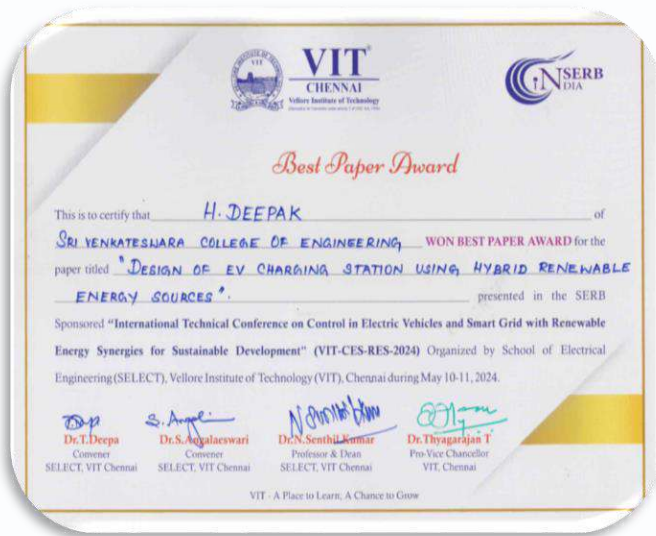 VIT
VIT®
CHENNAI
Vellore Institute of Technology
iNSERB
INDIA
Best Paper Award
This is to certify that H. DEEPAK of
SRI VENKATESWARA COLLEGE OF ENGINEERING WON BEST PAPER AWARD for the
paper titled "DESIGN OF EV CHARGING STATION USING HYBRID RENEWABLE
ENERGY SOURCES". presented in the SERB
Sponsored "International Technical Conference on Control in Electric Vehicles and Smart Grid with Renewable
Energy Synergies for Sustainable Development" (VIT-CES-RES-2024) Organized by School of Electrical
Engineering (SELECT), Vellore Institute of Technology (VIT), Chennai during May 10-11, 2024.
Dr.T.Deepa Dr.S.Angalaeswari Dr.N.Senthil Kumar Dr.Thyagarajan T
Convener Convener Professor & Dean Pro-Vice Chancellor
SELECT, VIT Chennai SELECT, VIT Chennai SELECT, VIT Chennai VIT, Chennai
VIT - A Place to Learn, A Chance to Grow